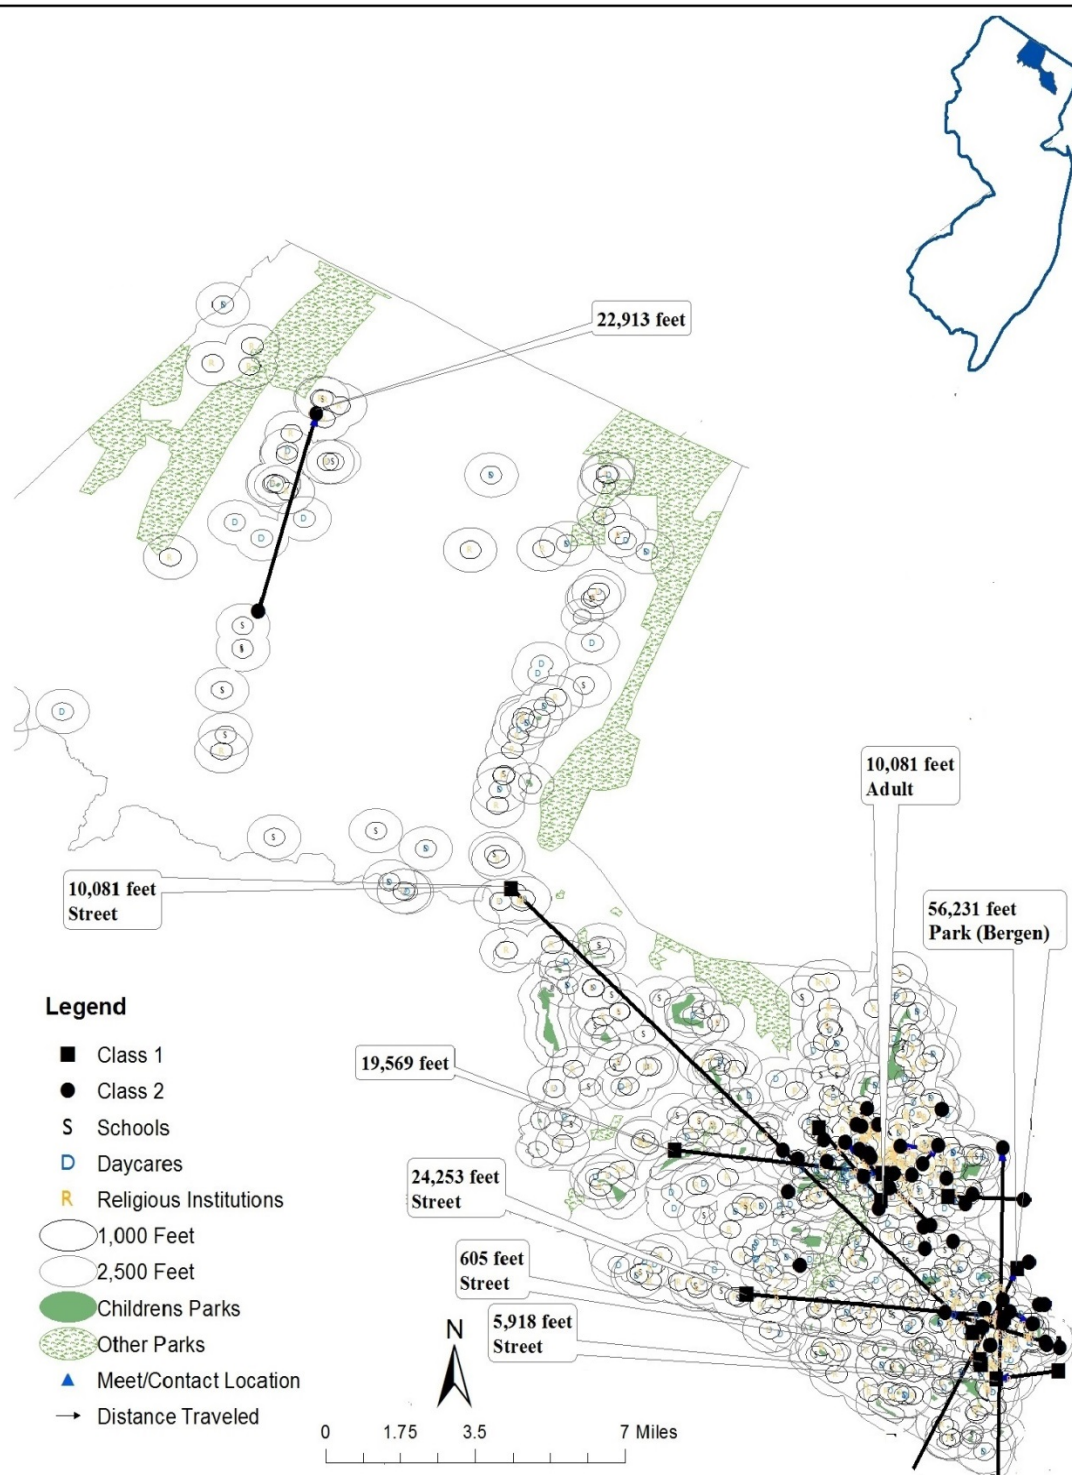 22,913 feet
10,081 feet
Adult
10,081 feet
Street
56,231 feet
Park (Bergen)
Legend
Class 1
Class 2
S Schools
D Daycares
R Religious Institutions
1,000 Feet
2,500 Feet
Childrens Parks
Other Parks
Meet/Contact Location
Distance Traveled
19,569 feet
24,253 feet
Street
605 feet
Street
5,918 feet
Street
N
0 1.75 3.5 7 Miles